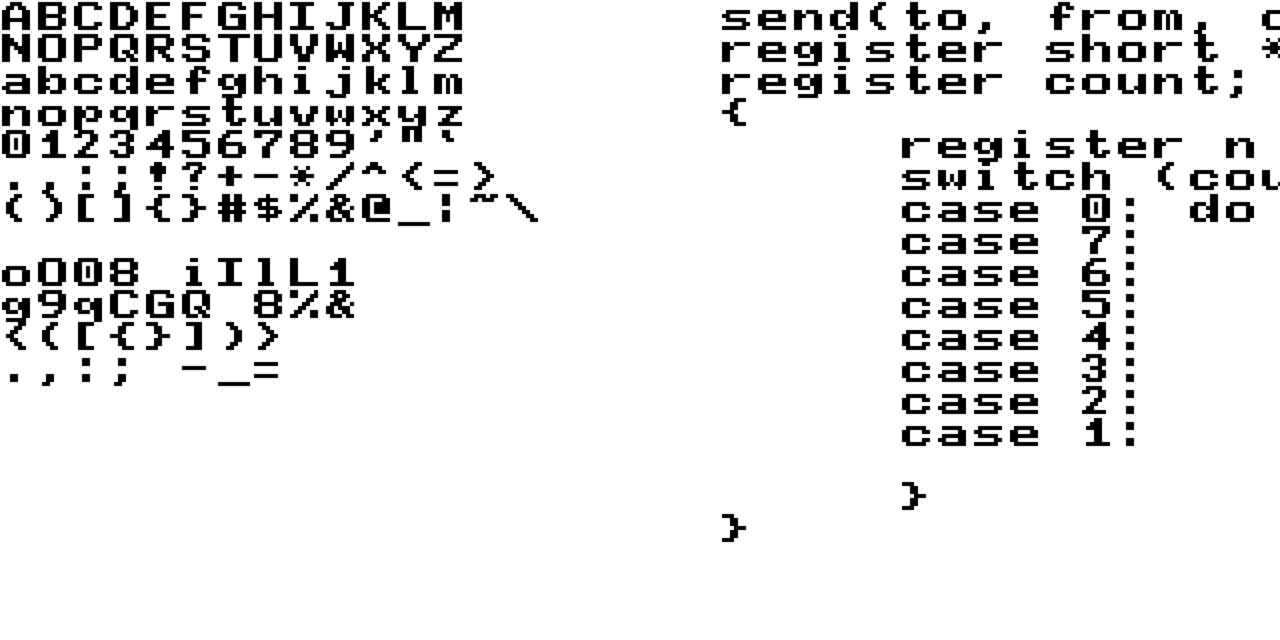 ABCDEFGHIJKLM
NOPQRSTUVWXYZ
abcdefghijklm
nopqrstuvwxyz
0123456789'"`
.,:;!?+-*/^<=>
()[]{}#$%&@_|~\
oO08 iIlL1
g9qCGQ 8%&
<([{}])>
.,:; -_=
send(to, from, c
register short *
register count;
{
register n
switch (cou
case 0: do
case 7:
case 6:
case 5:
case 4:
case 3:
case 2:
case 1:
}
}